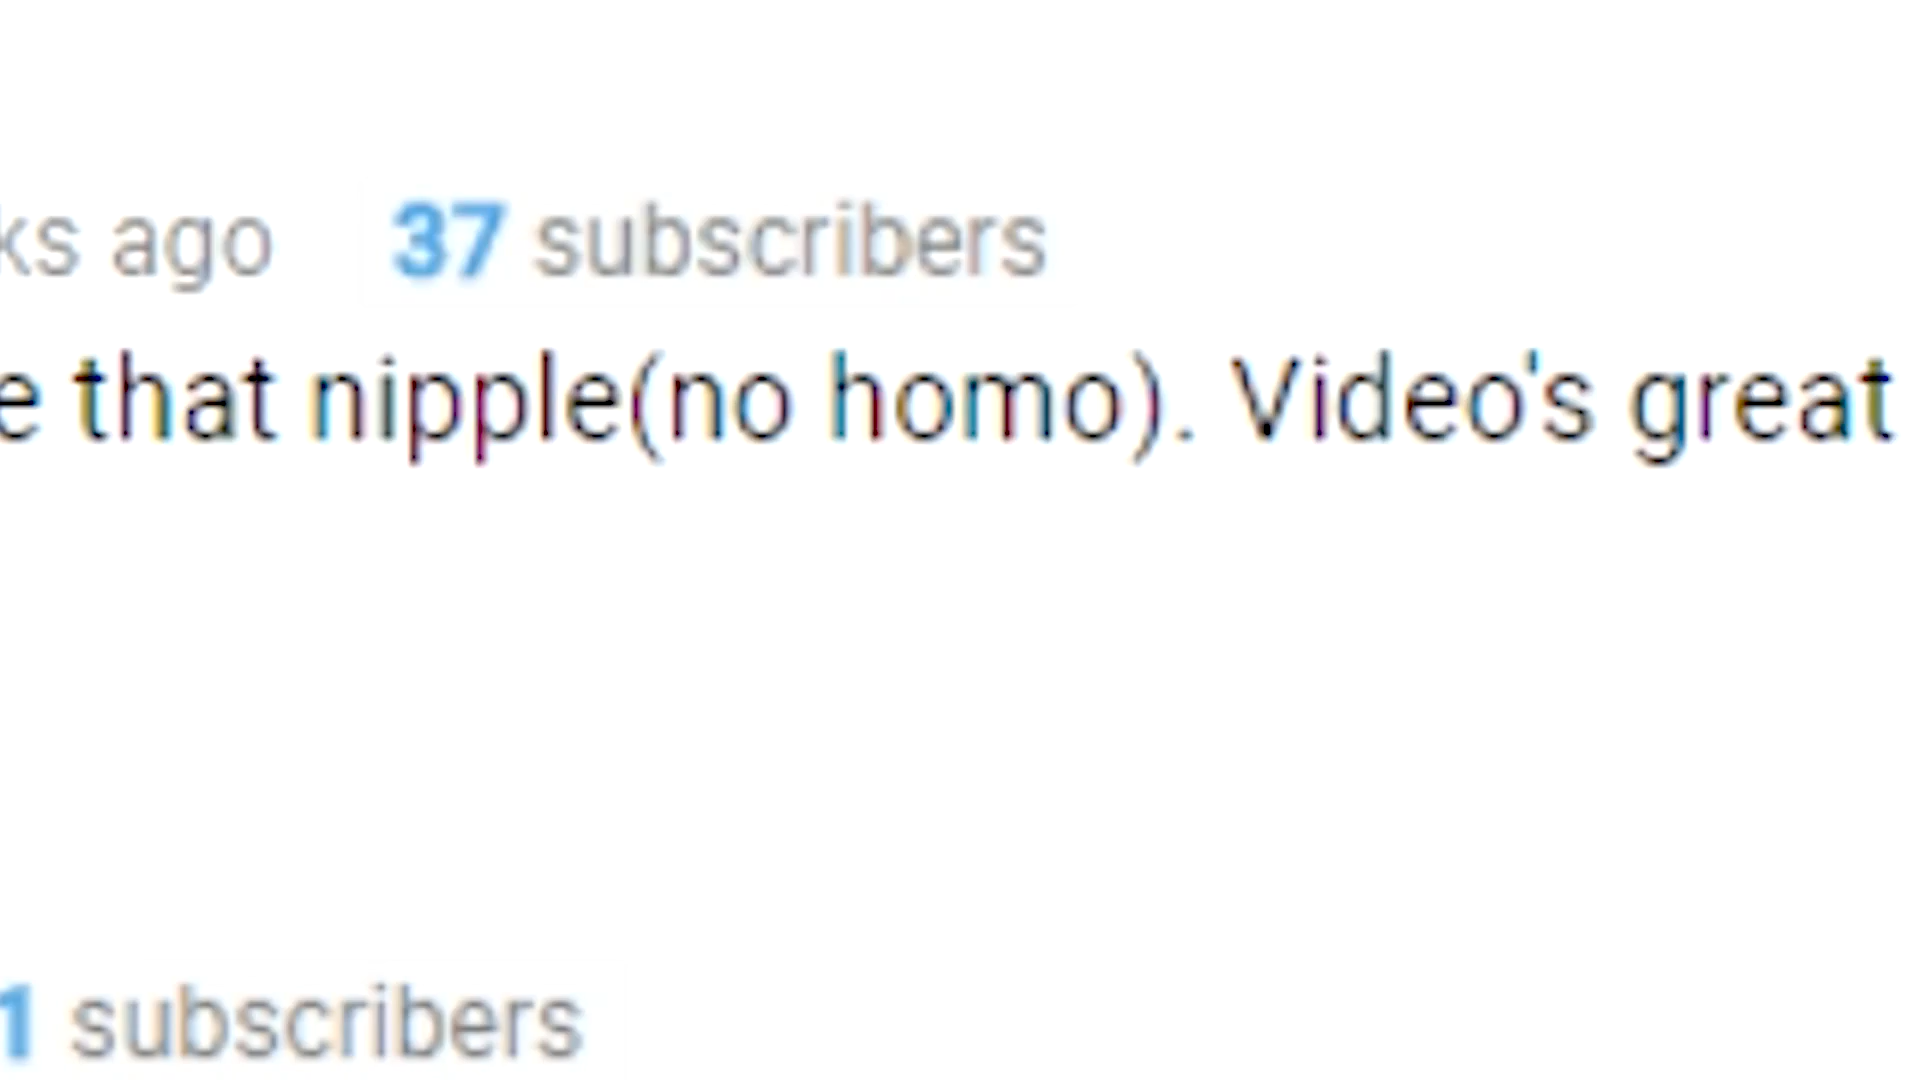 ks ago 37 subscribers
e that nipple(no homo). Video's great
1 subscribers